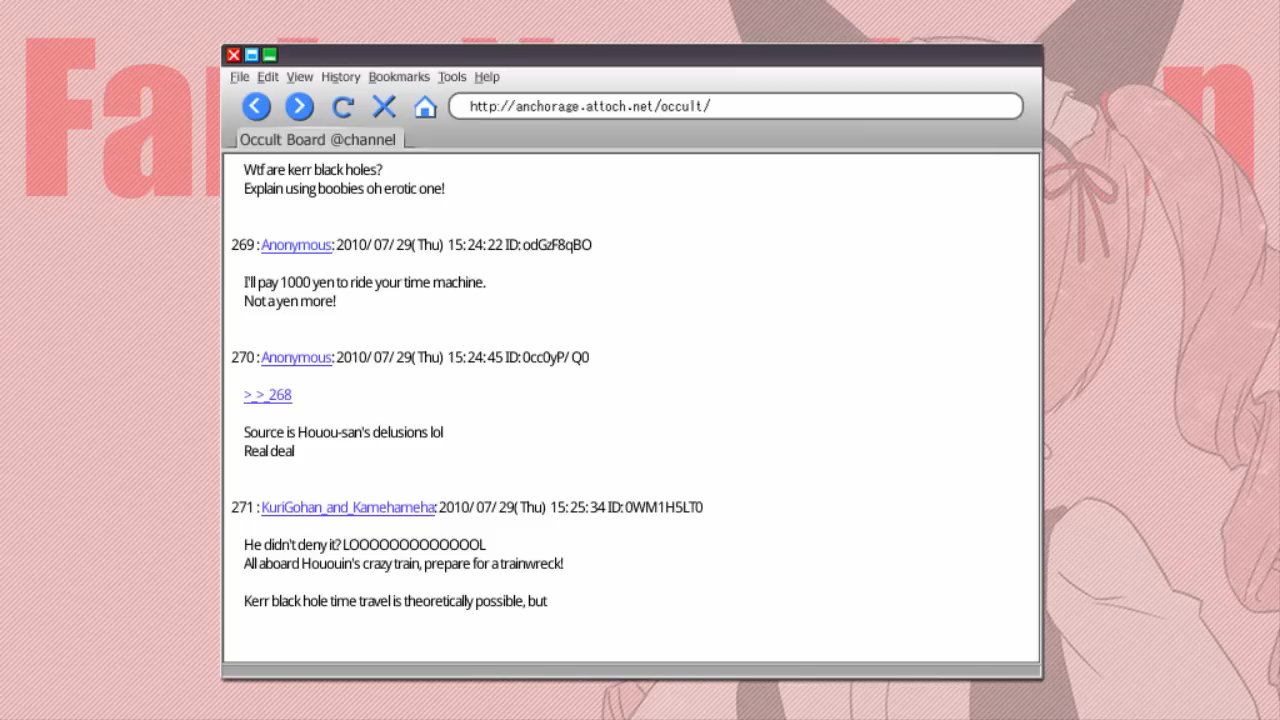 File Edit View History Bookmarks Tools Help
http://anchorage.attoch.net/occult/
Occult Board @channel
Wtf are kerr black holes?
Explain using boobies oh erotic one!
269 : Anonymous: 2010/07/29(Thu) 15:24:22 ID:odGzF8qBO
I'll pay 1000 yen to ride your time machine.
Not a yen more!
270 : Anonymous: 2010/07/29(Thu) 15:24:45 ID:0cc0yP/Q0
>_>_268
Source is Houou-san's delusions lol
Real deal
271 : KuriGohan_and_Kamehameha: 2010/07/29(Thu) 15:25:34 ID:0WM1H5LT0
He didn't deny it? LOOOOOOOOOOOOOL
All aboard Hououin's crazy train, prepare for a trainwreck!
Kerr black hole time travel is theoretically possible, but